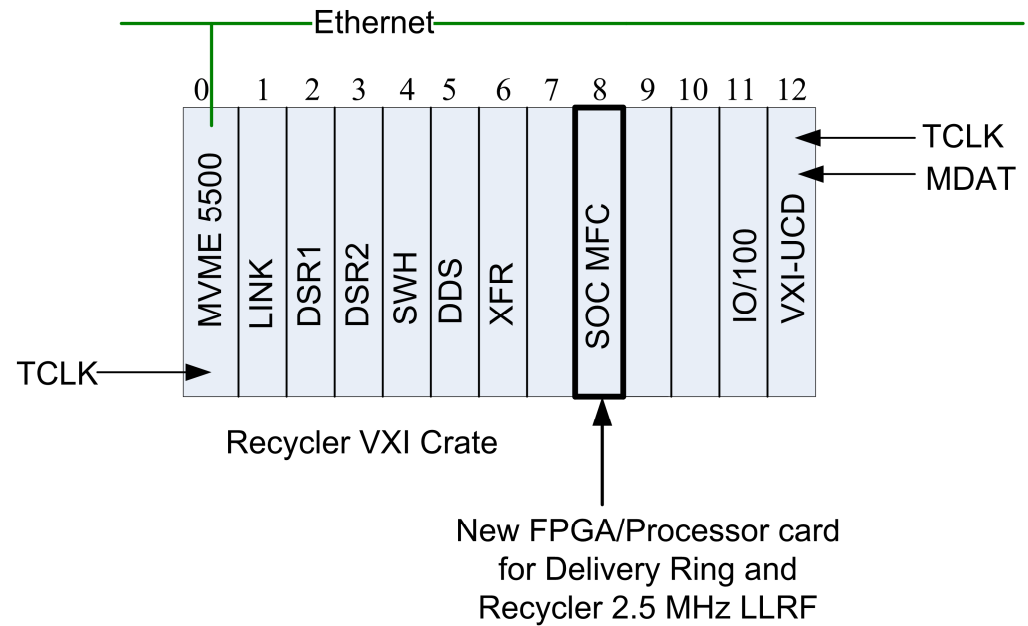 Ethernet
0 1 2 3 4 5 6 7 8 9 10 11 12
TCLK
MDAT
MVME 5500
LINK
DSR1
DSR2
SWH
DDS
XFR
SOC MFC
IO/100
VXI-UCD
TCLK
Recycler VXI Crate
New FPGA/Processor card
for Delivery Ring and
Recycler 2.5 MHz LLRF